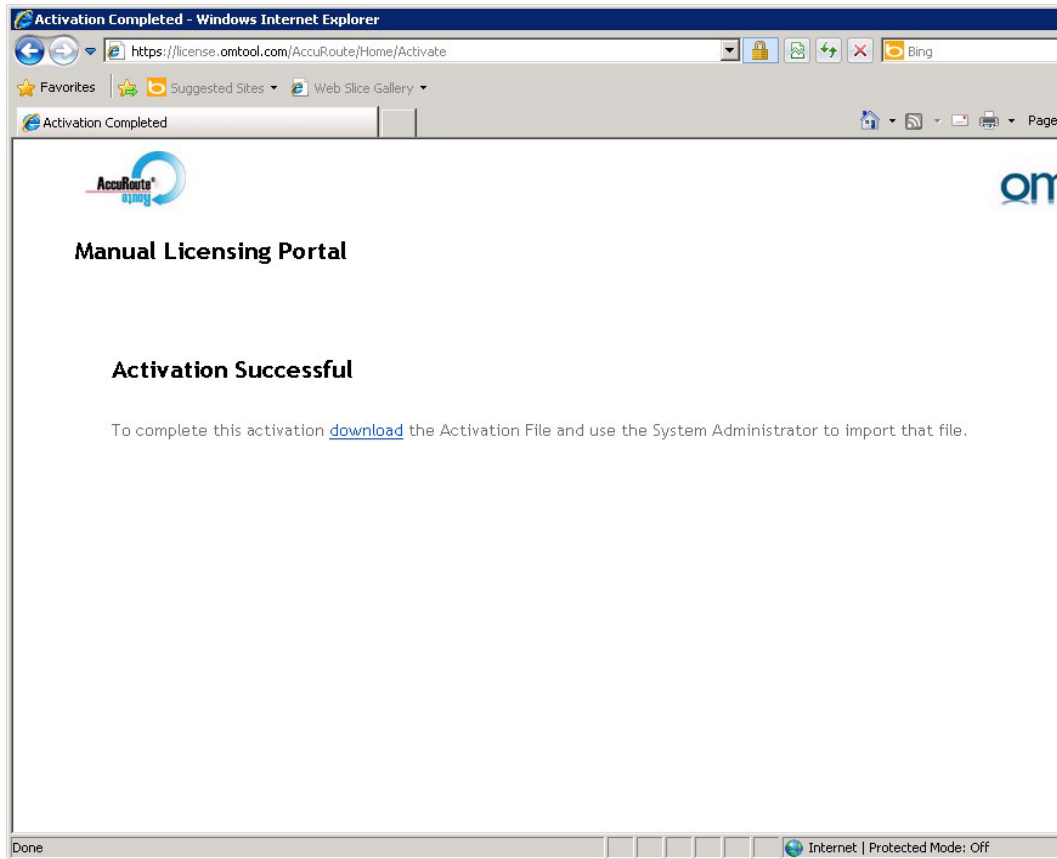 Activation Completed - Windows Internet Explorer
https://license.omtool.com/AccuRoute/Home/Activate
Bing
Favorites Suggested Sites Web Slice Gallery
Activation Completed
Page
AccuRoute®
Route
om
Manual Licensing Portal
Activation Successful
To complete this activation download the Activation File and use the System Administrator to import that file.
Done
Internet | Protected Mode: Off